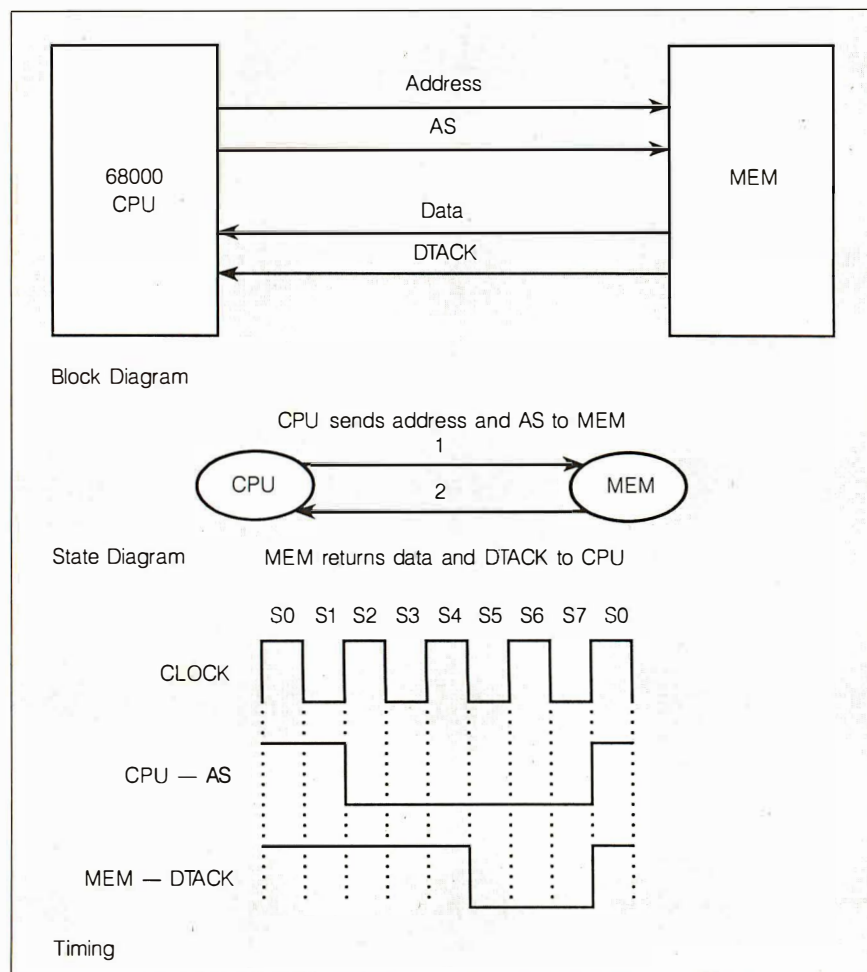 Address
AS
68000
CPU
MEM
Data
DTACK
Block Diagram
CPU sends address and AS to MEM
1
CPU
MEM
2
State Diagram
MEM returns data and DTACK to CPU
S0 S1 S2 S3 S4 S5 S6 S7 S0
CLOCK
CPU — AS
MEM — DTACK
Timing